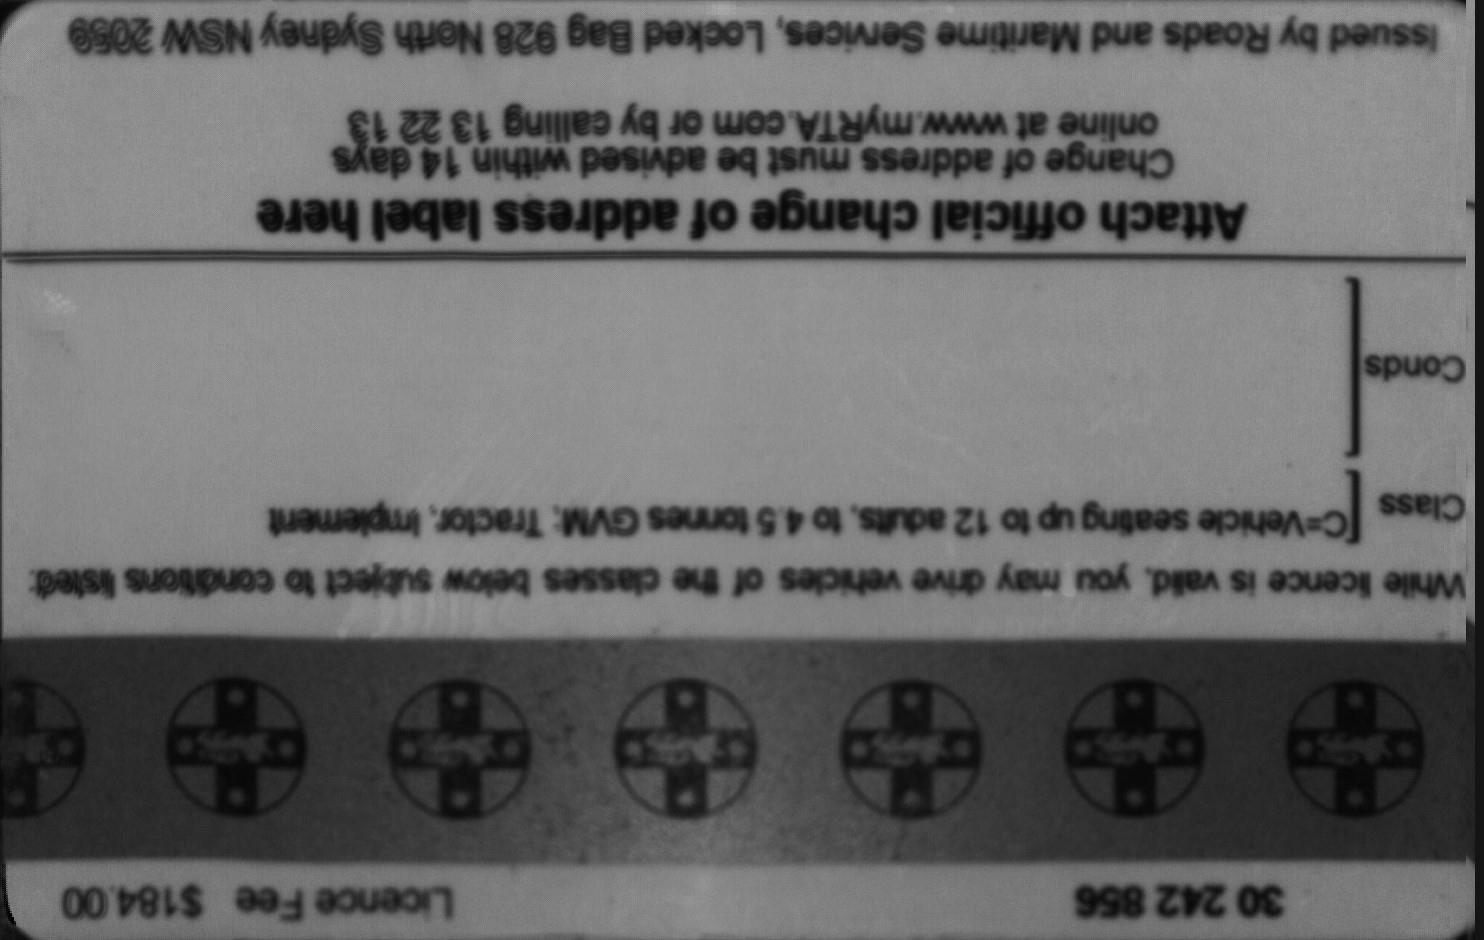 30 242 856 Licence Fee $184.00
While licence is valid, you may drive vehicles of the classes below subject to conditions listed:
Class [C=Vehicle seating up to 12 adults, to 4.5 tonnes GVM; Tractor, Implement
Conds [
Attach official change of address label here
Change of address must be advised within 14 days
online at www.myRTA.com or by calling 13 22 13
Issued by Roads and Maritime Services, Locked Bag 928 North Sydney NSW 2059